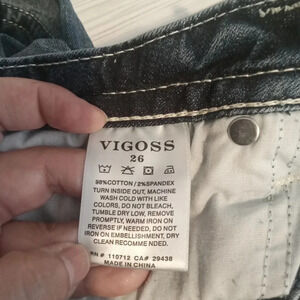 VIGOSS
26
98%COTTON/2%SPANDEX
TURN INSIDE OUT, MACHINE
WASH COLD WITH LIKE
COLORS, DO NOT BLEACH,
TUMBLE DRY LOW, REMOVE
PROMPTLY, WARM IRON ON
REVERSE IF NEEDED, DO NOT
IRON ON EMBELLISHMENT, DRY
CLEAN RECOMMENDED.
RN# 110712 CA# 29438
MADE IN CHINA